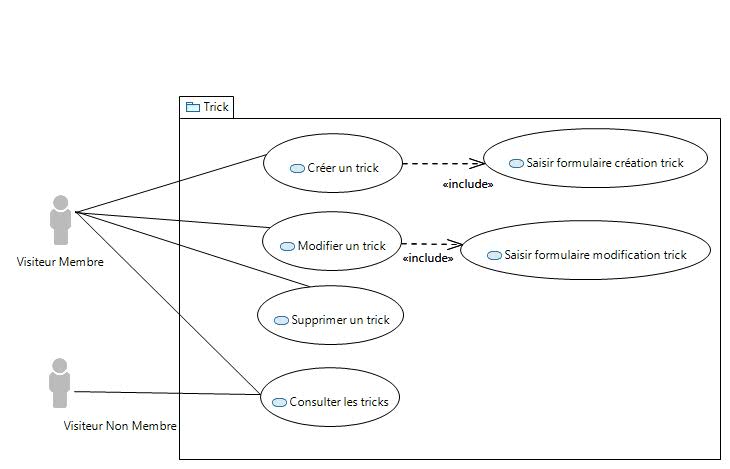 Trick
Créer un trick
Saisir formulaire création trick
«include»
Modifier un trick
Saisir formulaire modification trick
«include»
Visiteur Membre
Supprimer un trick
Consulter les tricks
Visiteur Non Membre